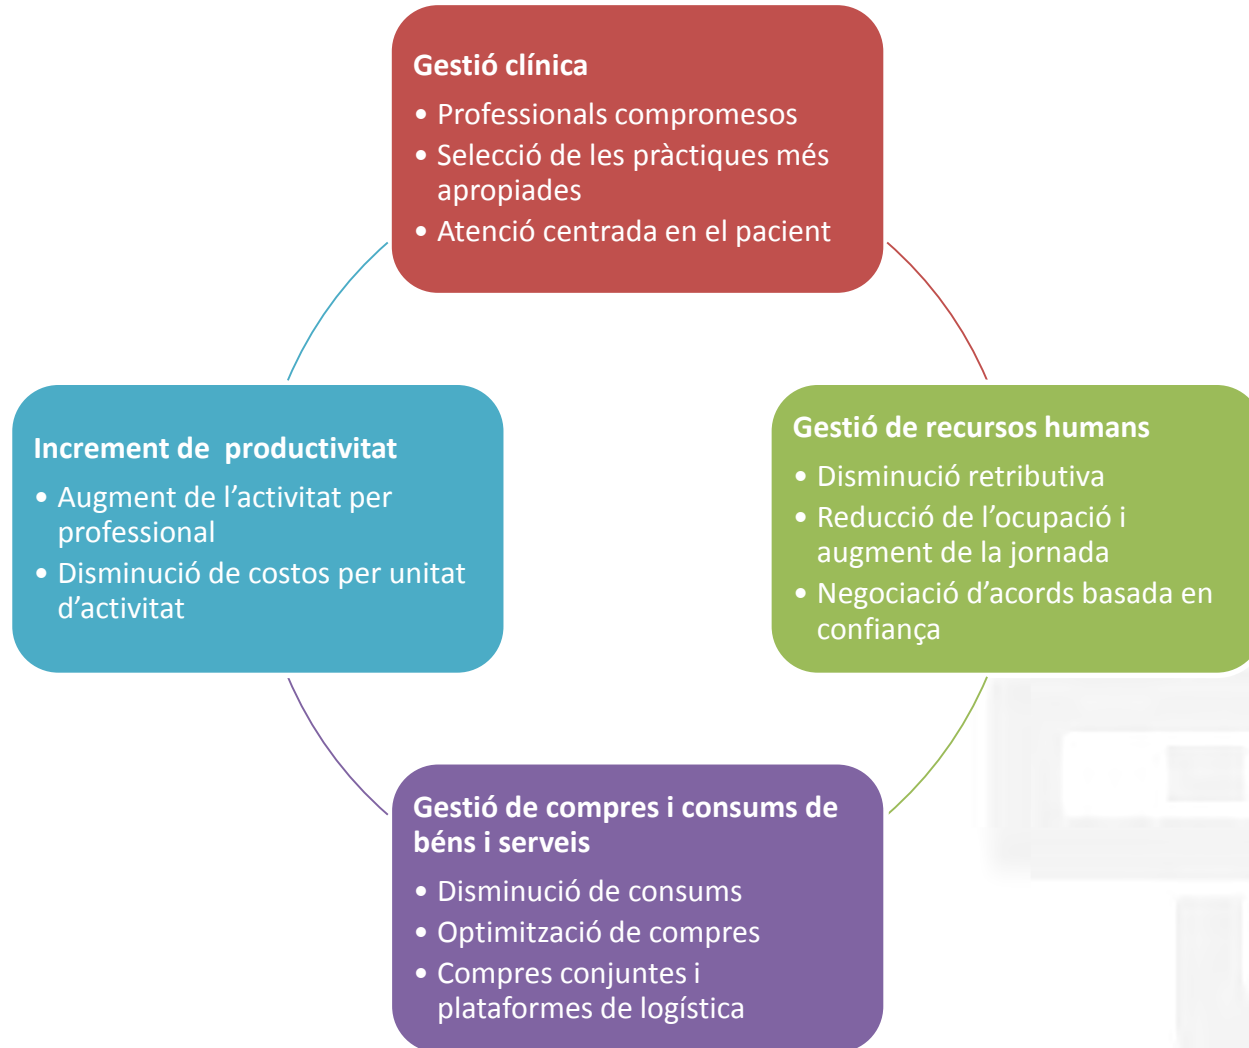 Gestió clínica
• Professionals compromesos
• Selecció de les pràctiques més
apropiades
• Atenció centrada en el pacient
Increment de  productivitat
• Augment de l’activitat per
professional
• Disminució de costos per unitat
d’activitat
Gestió de recursos humans
• Disminució retributiva
• Reducció de l’ocupació i
augment de la jornada
• Negociació d’acords basada en
confiança
Gestió de compres i consums de
béns i serveis
• Disminució de consums
• Optimització de compres
• Compres conjuntes i
plataformes de logística